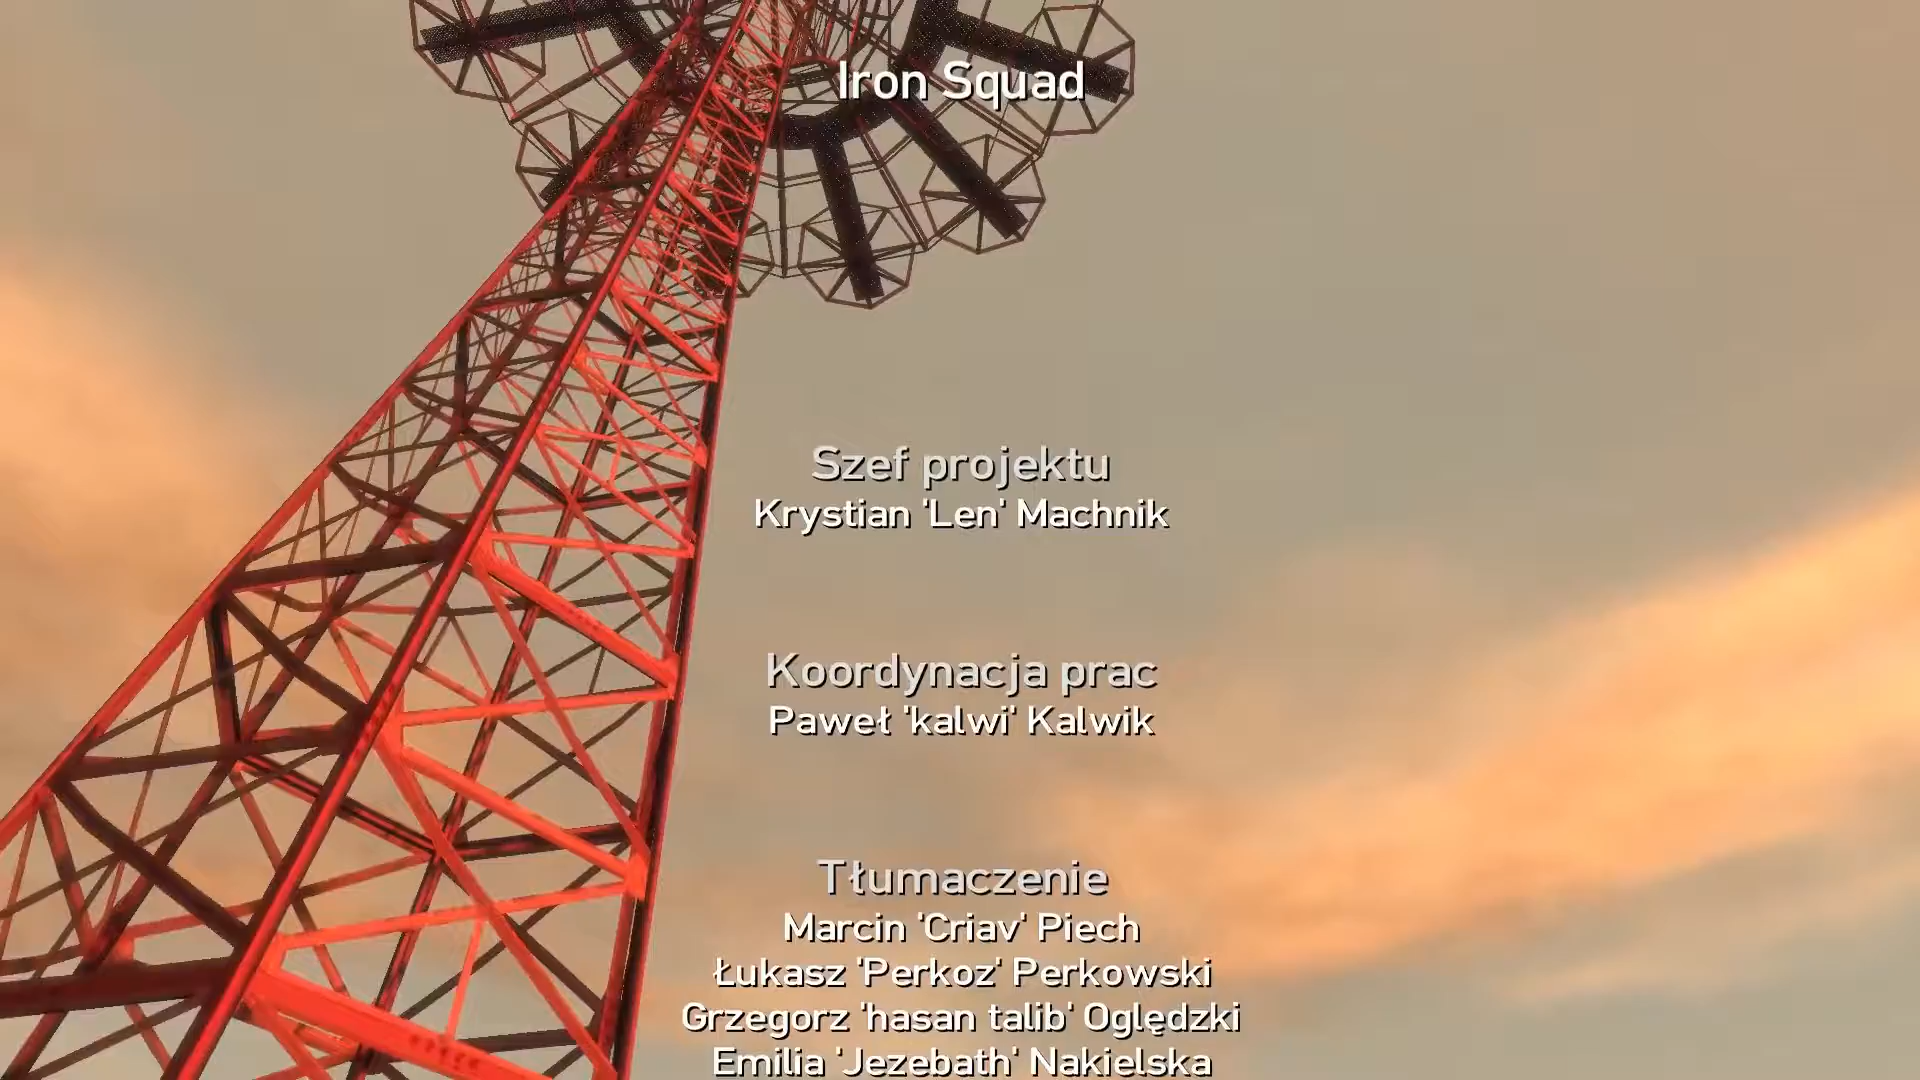 Iron Squad
Szef projektu
Krystian 'Len' Machnik
Koordynacja prac
Paweł 'kalwi' Kalwik
Tłumaczenie
Marcin 'Criav' Piech
Łukasz 'Perkoz' Perkowski
Grzegorz 'hasan talib' Oględzki
Emilia 'Jezebath' Nakielska